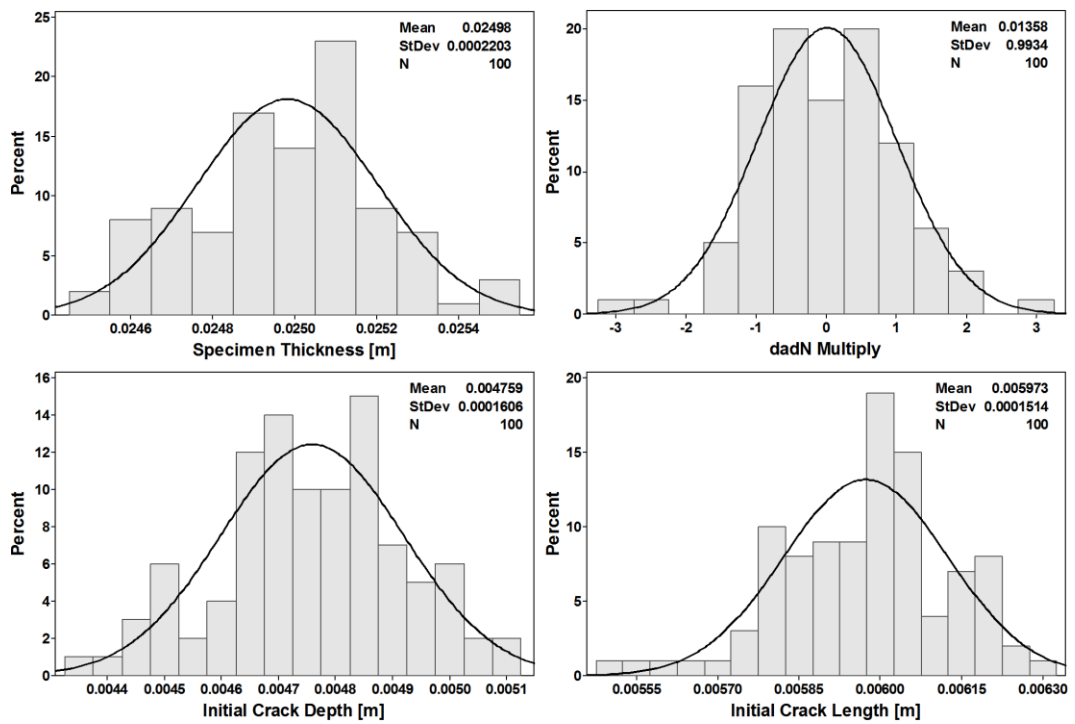 25
20
15
10
5
0
Percent
Mean 0.02498
StDev 0.0002203
N 100
0.0246 0.0248 0.0250 0.0252 0.0254
Specimen Thickness [m]
20
15
10
5
0
Percent
Mean 0.01358
StDev 0.9934
N 100
-3 -2 -1 0 1 2 3
dadN Multiply
16
14
12
10
8
6
4
2
0
Percent
Mean 0.004759
StDev 0.0001606
N 100
0.0044 0.0045 0.0046 0.0047 0.0048 0.0049 0.0050 0.0051
Initial Crack Depth [m]
20
15
10
5
0
Percent
Mean 0.005973
StDev 0.0001514
N 100
0.00555 0.00570 0.00585 0.00600 0.00615 0.00630
Initial Crack Length [m]